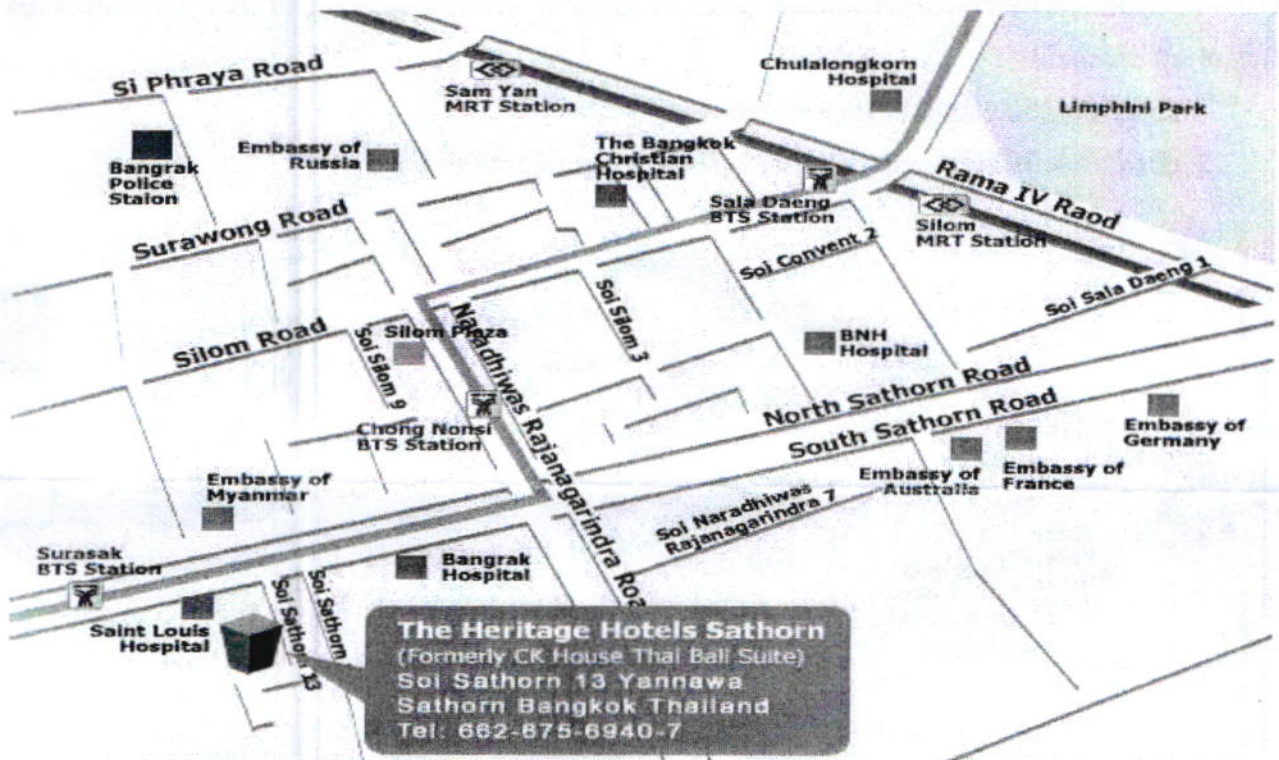 Si Phraya Road
Sam Yan
MRT Station
Chulalongkorn
Hospital
Limphini Park
Bangrak
Police
Staion
Embassy of
Russia
The Bangkok
Christian
Hospital
Sala Daeng
BTS Station
Rama IV Raod
Silom
MRT Station
Surawong Road
Soi Convent 2
Soi Sala Daeng 1
Silom Road
Soi Silom 9
Silom Plaza
Naradhiwas Rajanagarindra Road
Soi Silom 3
BNH
Hospital
Chong Nonsi
BTS Station
North Sathorn Road
South Sathorn Road
Embassy of
Germany
Embassy of
Australia
Embassy of
France
Embassy of
Myanmar
Soi Naradhiwas
Rajanagarindra 7
Surasak
BTS Station
Bangrak
Hospital
Saint Louis
Hospital
Soi Sathorn 13
Soi Sathorn
The Heritage Hotels Sathorn
(Formerly CK House Thai Bali Suite)
Soi Sathorn 13 Yannawa
Sathorn Bangkok Thailand
Tel: 662-675-6940-7